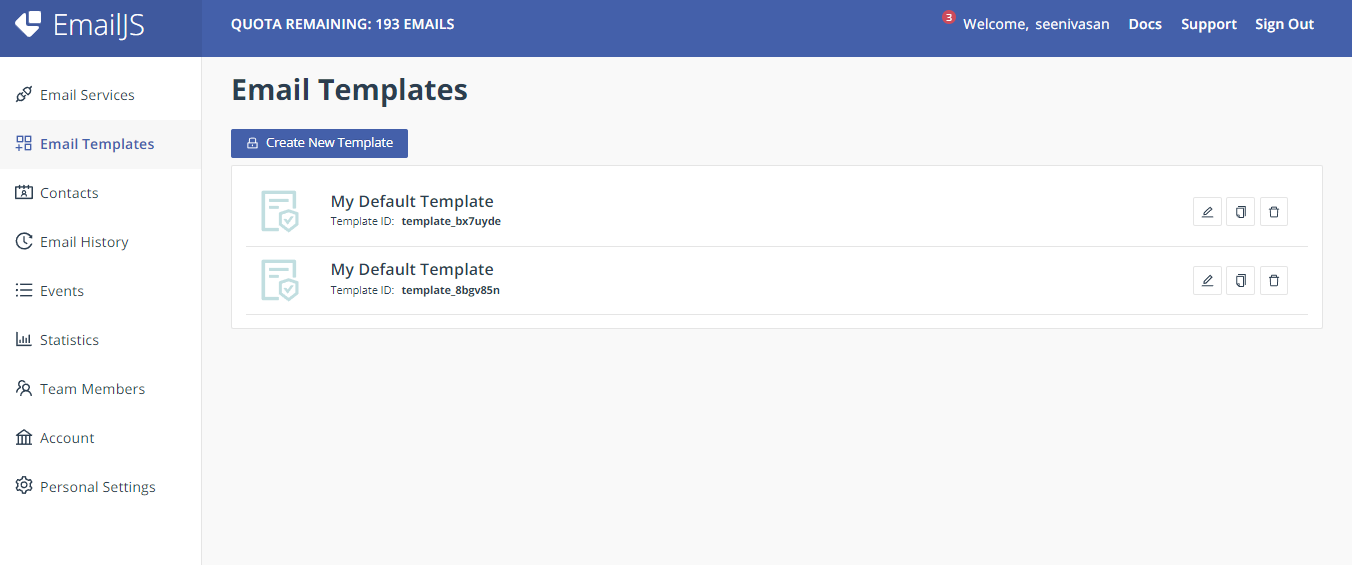 EmailJS
QUOTA REMAINING: 193 EMAILS
3
Welcome, seenivasan
Docs
Support
Sign Out
Email Services
Email Templates
Contacts
Email History
Events
Statistics
Team Members
Account
Personal Settings
Email Templates
Create New Template
My Default Template
Template ID: template_bx7uyde
My Default Template
Template ID: template_8bgv85n